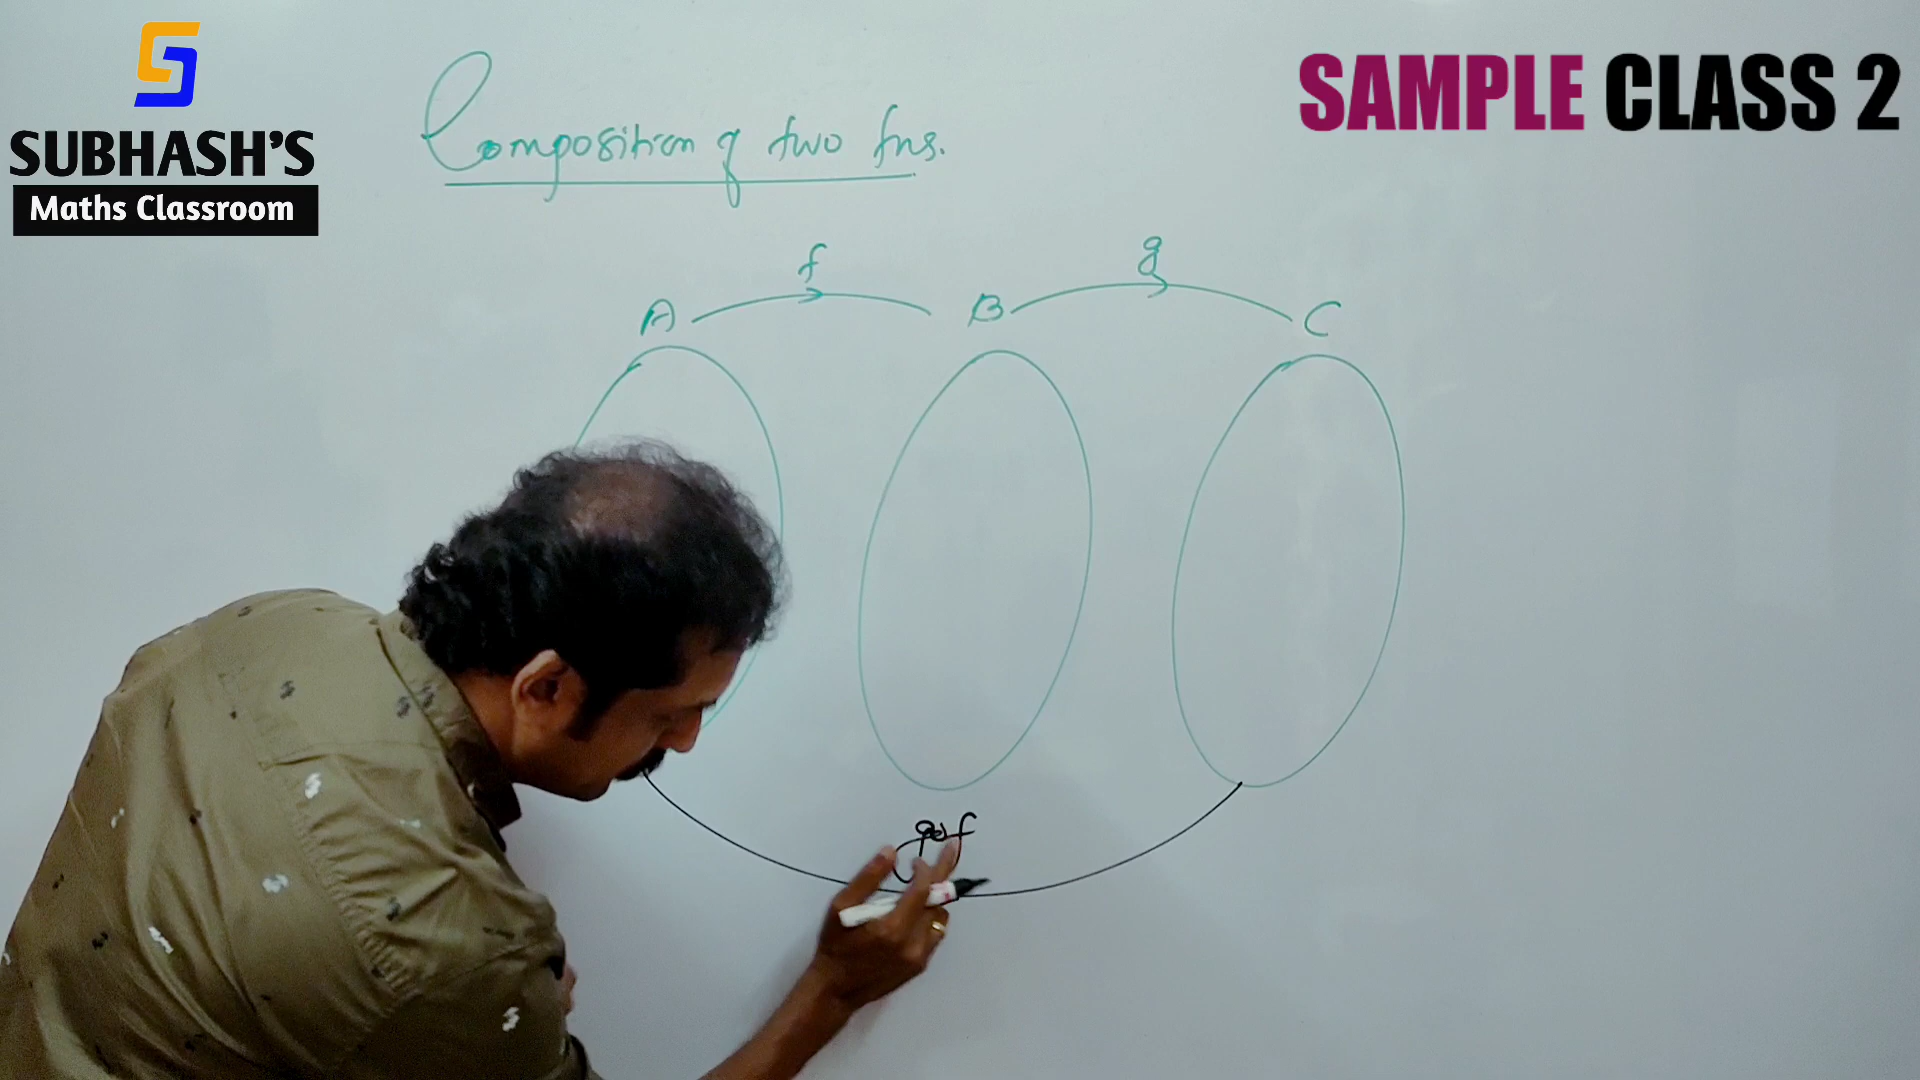 SUBHASH'S
Maths Classroom
SAMPLE CLASS 2
Composition of two fns.
f
g
A
B
C
gof